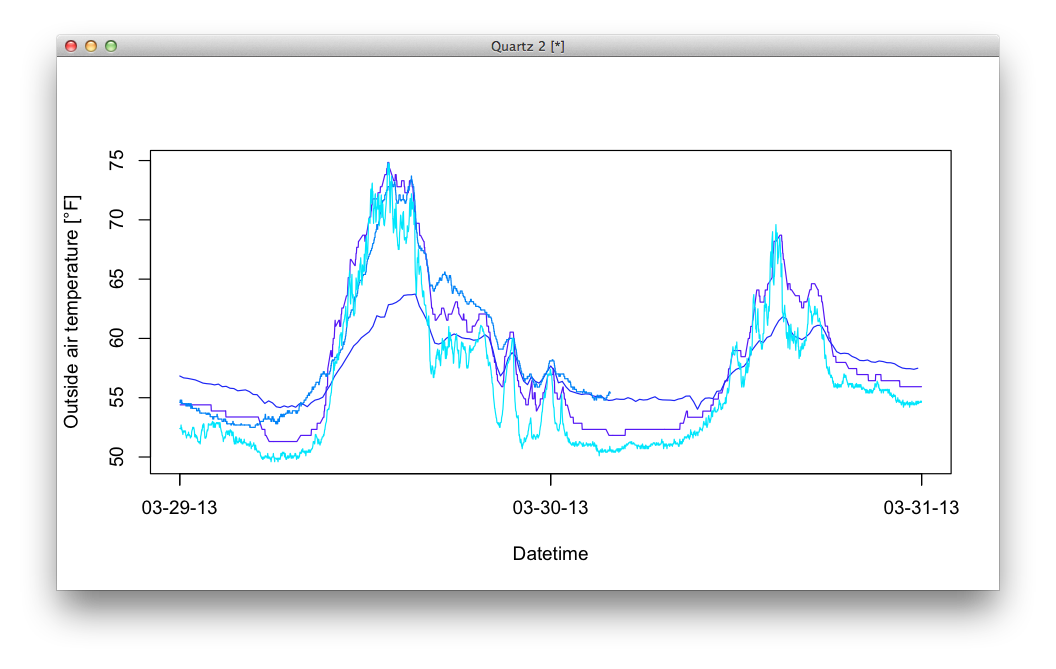 Quartz 2 [*]
Outside air temperature [°F]
75
70
65
60
55
50
03-29-13 03-30-13 03-31-13
Datetime